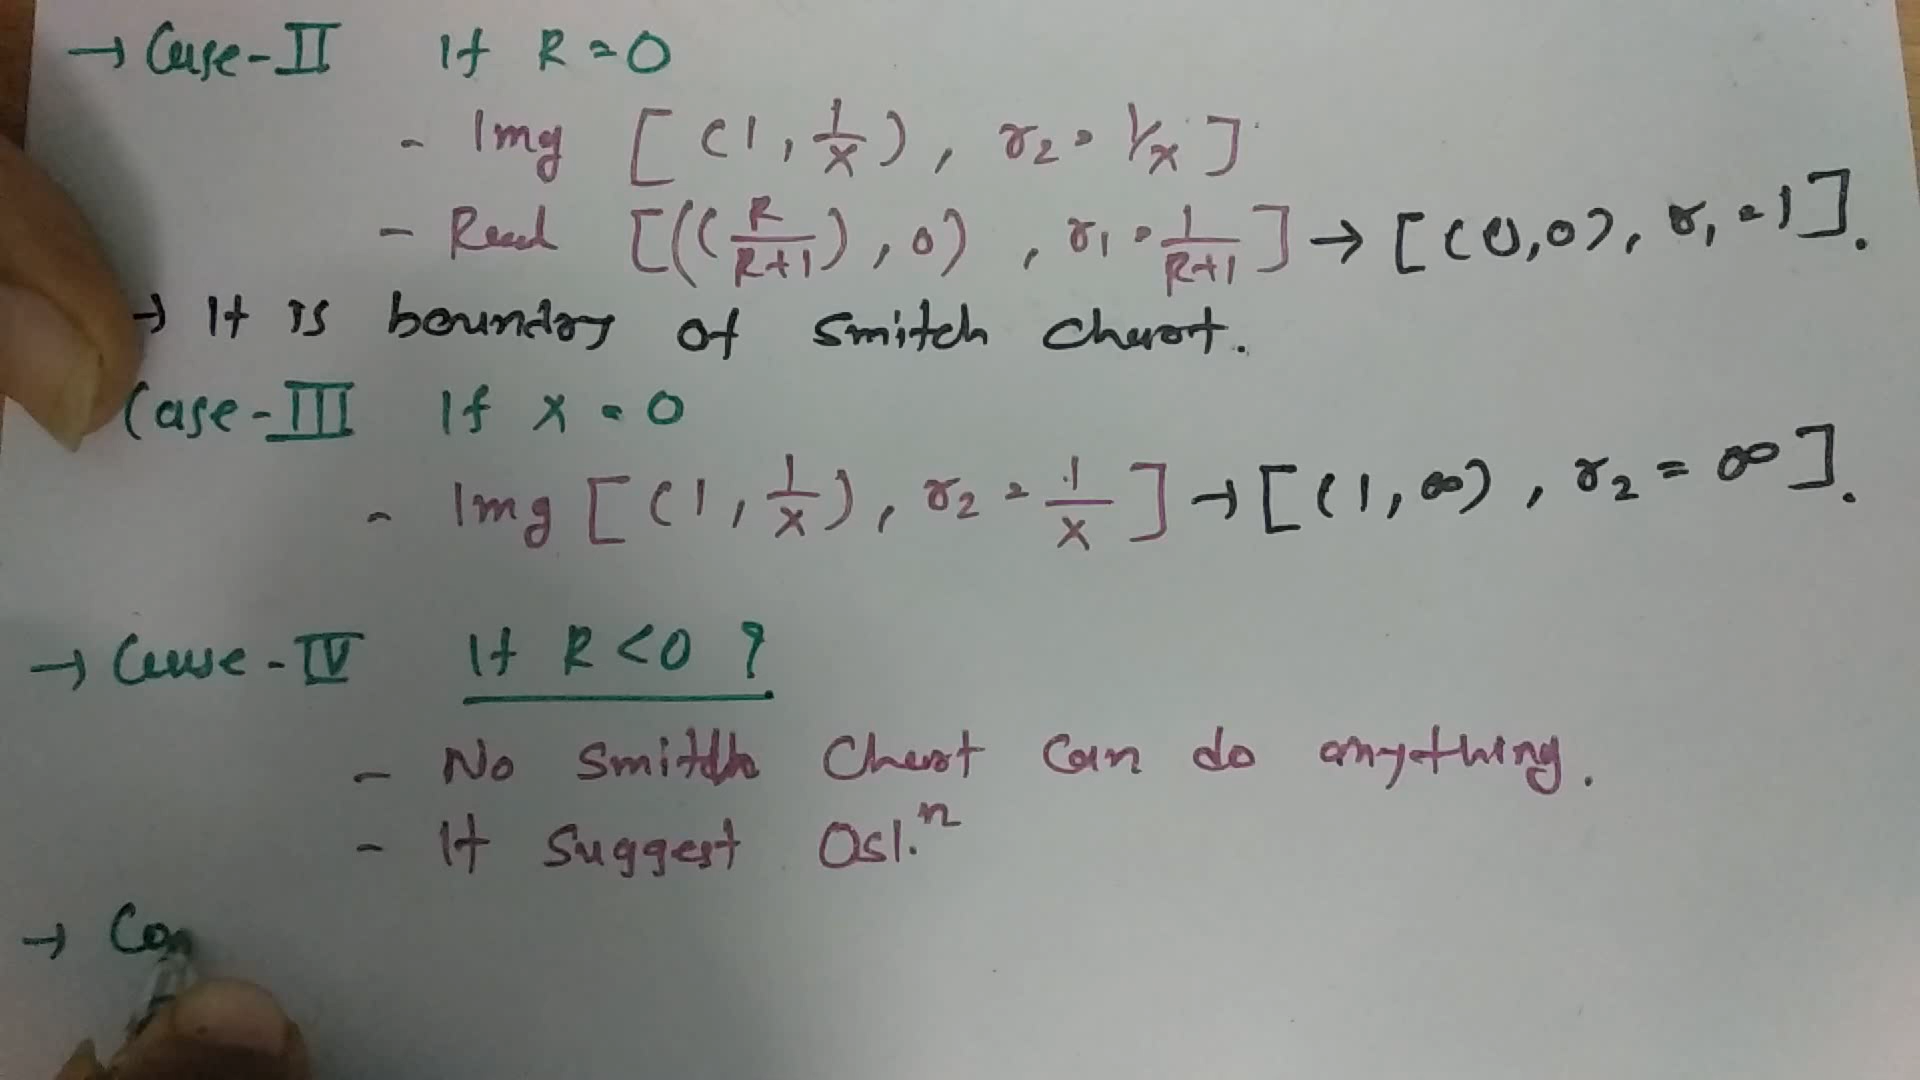 → Case-II If R = 0
- Img [(1, 1/x), r2 = 1/x]
- Real [((R/R+1), 0), r1 = 1/R+1] → [(0,0), r1 = 1].
→ It is boundary of Smitch Chart.
Case-III If x = 0
- Img [(1, 1/x), r2 = 1/x] → [(1, ∞), r2 = ∞].
→ Case-IV If R < 0 ?
- No Smith Chart Can do anything.
- It Suggest Osl.n
→ Con